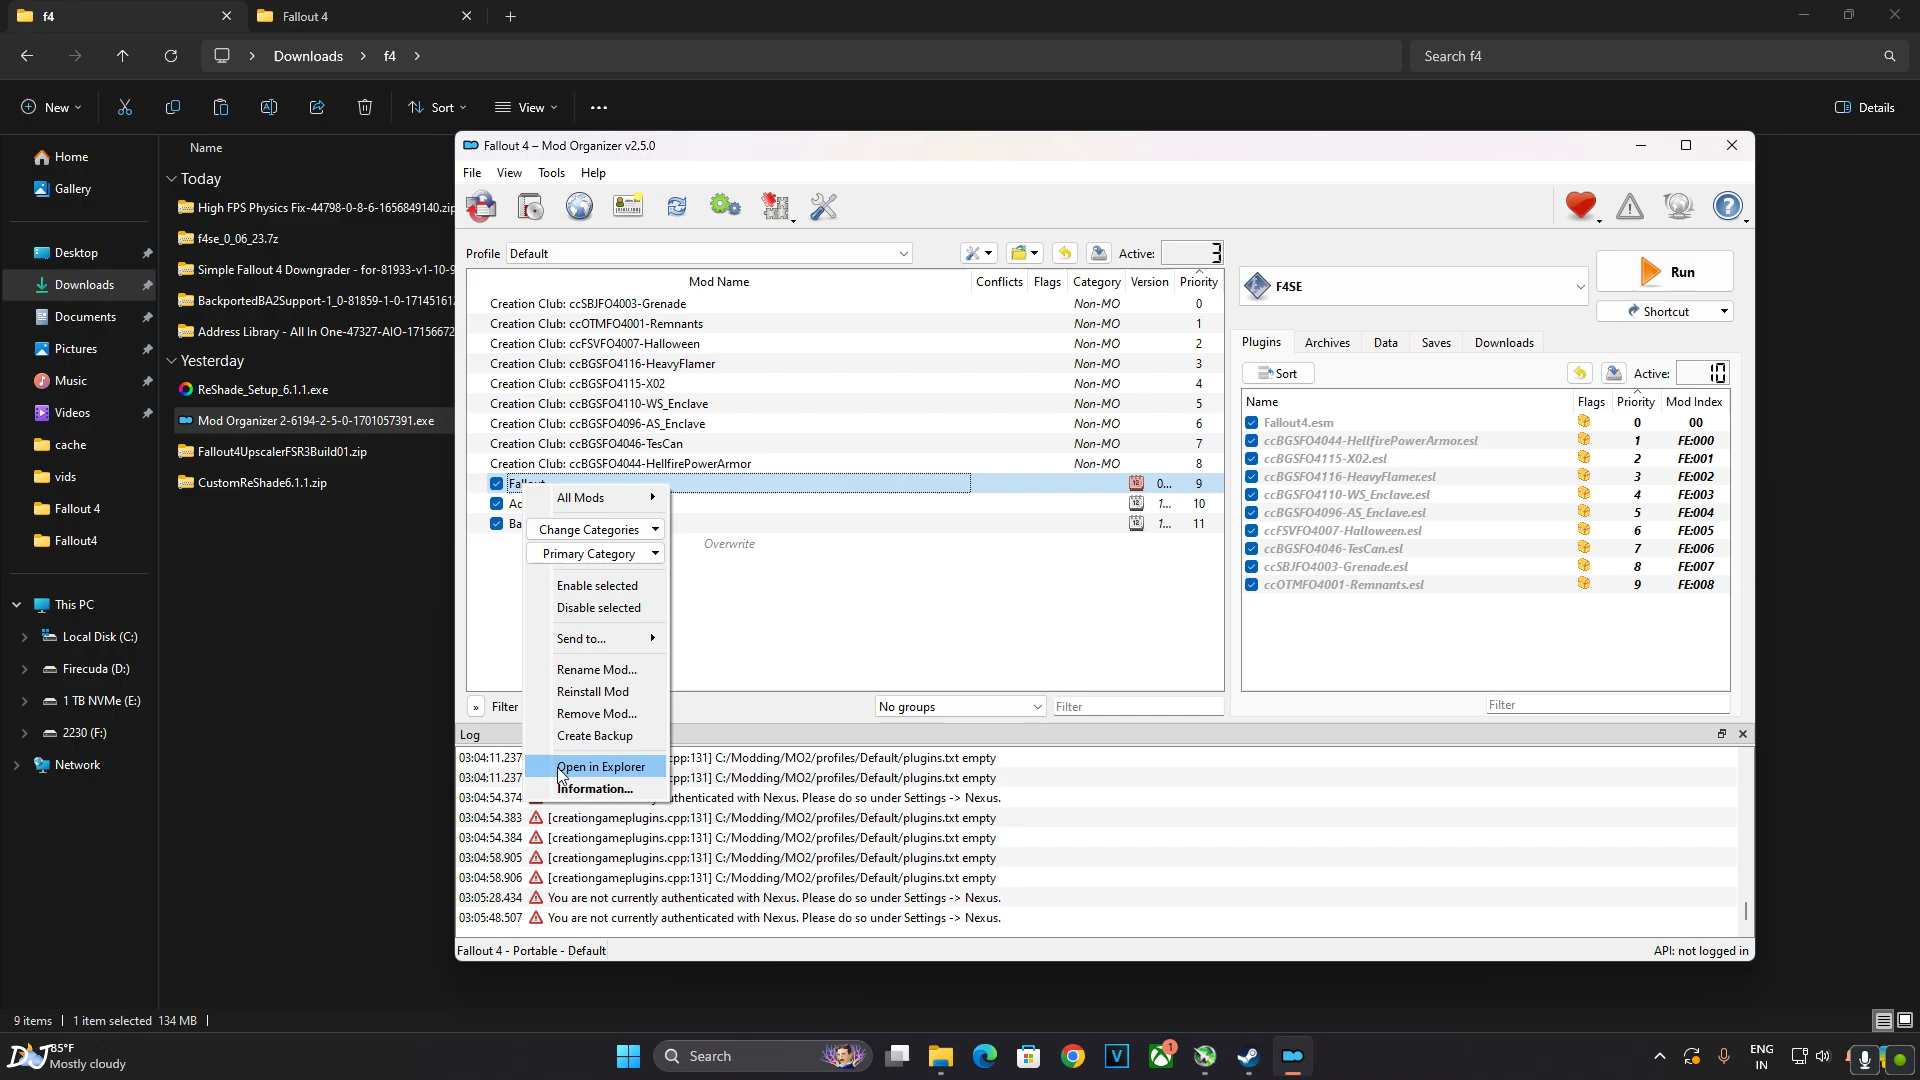 f4
Fallout 4
Downloads
f4
Search f4
New
Sort
View
Details
Home
Gallery
Desktop
Downloads
Documents
Pictures
Music
Videos
cache
vids
Fallout 4
Fallout4
This PC
Local Disk (C:)
Firecuda (D:)
1 TB NVMe (E:)
2230 (F:)
Network
Name
Today
High FPS Physics Fix-44798-0-8-6-1656849140.zip
f4se_0_06_23.7z
Simple Fallout 4 Downgrader - for-81933-v1-10-9
BackportedBA2Support-1_0-81859-1-0-171451612
Address Library - All In One-47327-AIO-17156672
Yesterday
ReShade_Setup_6.1.1.exe
Mod Organizer 2-6194-2-5-0-1701057391.exe
Fallout4UpscalerFSR3Build01.zip
CustomReShade6.1.1.zip
Fallout 4 – Mod Organizer v2.5.0
File View Tools Help
Profile Default
Active: 3
Mod Name Conflicts Flags Category Version Priority
Creation Club: ccSBJFO4003-Grenade Non-MO 0
Creation Club: ccOTMFO4001-Remnants Non-MO 1
Creation Club: ccFSVFO4007-Halloween Non-MO 2
Creation Club: ccBGSFO4116-HeavyFlamer Non-MO 3
Creation Club: ccBGSFO4115-X02 Non-MO 4
Creation Club: ccBGSFO4110-WS_Enclave Non-MO 5
Creation Club: ccBGSFO4096-AS_Enclave Non-MO 6
Creation Club: ccBGSFO4046-TesCan Non-MO 7
Creation Club: ccBGSFO4044-HellfirePowerArmor Non-MO 8
0... 9
Ad 1... 10
Ba 1... 11
Overwrite
All Mods
Change Categories
Primary Category
Enable selected
Disable selected
Send to...
Rename Mod...
Reinstall Mod
Remove Mod...
Create Backup
Open in Explorer
Information...
» Filter
No groups
Filter
F4SE
Run
Shortcut
Plugins Archives Data Saves Downloads
Sort
Active: 10
Name Flags Priority Mod Index
Fallout4.esm 0 00
ccBGSFO4044-HellfirePowerArmor.esl 1 FE:000
ccBGSFO4115-X02.esl 2 FE:001
ccBGSFO4116-HeavyFlamer.esl 3 FE:002
ccBGSFO4110-WS_Enclave.esl 4 FE:003
ccBGSFO4096-AS_Enclave.esl 5 FE:004
ccFSVFO4007-Halloween.esl 6 FE:005
ccBGSFO4046-TesCan.esl 7 FE:006
ccSBJFO4003-Grenade.esl 8 FE:007
ccOTMFO4001-Remnants.esl 9 FE:008
Filter
Log
03:04:11.237 pp:131] C:/Modding/MO2/profiles/Default/plugins.txt empty
03:04:11.237 pp:131] C:/Modding/MO2/profiles/Default/plugins.txt empty
03:04:54.374 uthenticated with Nexus. Please do so under Settings -> Nexus.
03:04:54.383 [creationgameplugins.cpp:131] C:/Modding/MO2/profiles/Default/plugins.txt empty
03:04:54.384 [creationgameplugins.cpp:131] C:/Modding/MO2/profiles/Default/plugins.txt empty
03:04:58.905 [creationgameplugins.cpp:131] C:/Modding/MO2/profiles/Default/plugins.txt empty
03:04:58.906 [creationgameplugins.cpp:131] C:/Modding/MO2/profiles/Default/plugins.txt empty
03:05:28.434 You are not currently authenticated with Nexus. Please do so under Settings -> Nexus.
03:05:48.507 You are not currently authenticated with Nexus. Please do so under Settings -> Nexus.
Fallout 4 - Portable - Default
API: not logged in
9 items 1 item selected 134 MB
85°F
Mostly cloudy
DJ
Search
1
ENG
IN